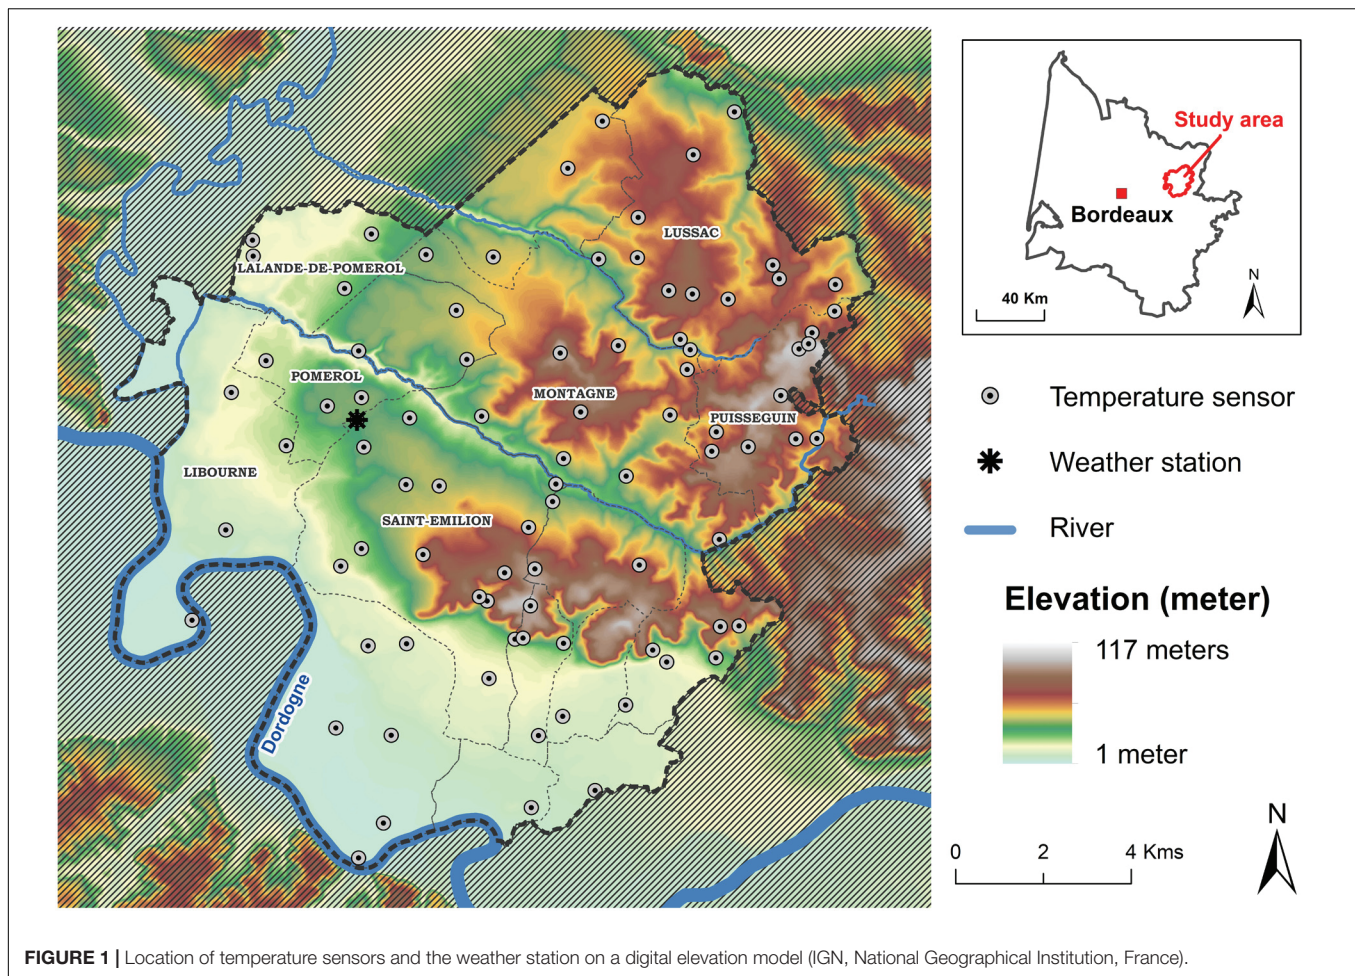 LUSSAC
LALANDE-DE-POMEROL
POMEROL
MONTAGNE
PUISSEGUIN
LIBOURNE
SAINT-EMILION
Dordogne
Study area
Bordeaux
N
40 Km
Temperature sensor
Weather station
River
Elevation (meter)
117 meters
1 meter
N
0 2 4 Kms
FIGURE 1 | Location of temperature sensors and the weather station on a digital elevation model (IGN, National Geographical Institution, France).